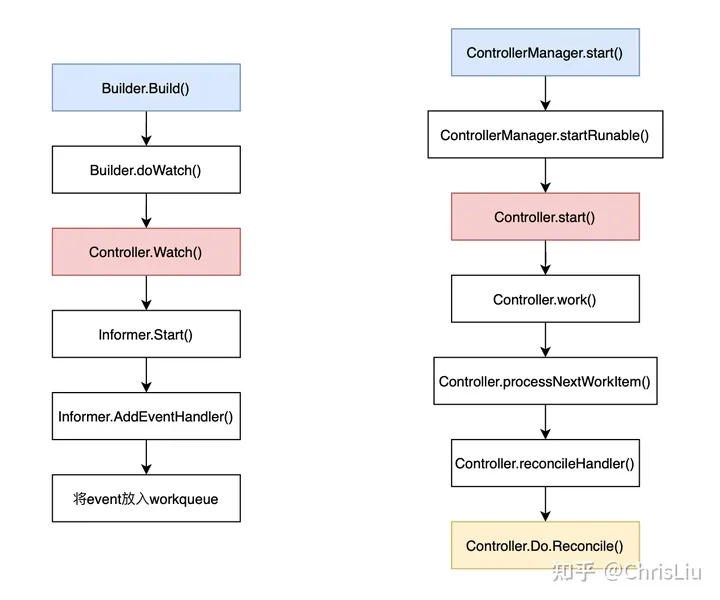 Builder.Build()
Builder.doWatch()
Controller.Watch()
Informer.Start()
Informer.AddEventHandler()
将event放入workqueue
ControllerManager.start()
ControllerManager.startRunable()
Controller.start()
Controller.work()
Controller.processNextWorkItem()
Controller.reconcileHandler()
Controller.Do.Reconcile()
知乎 @ChrisLiu